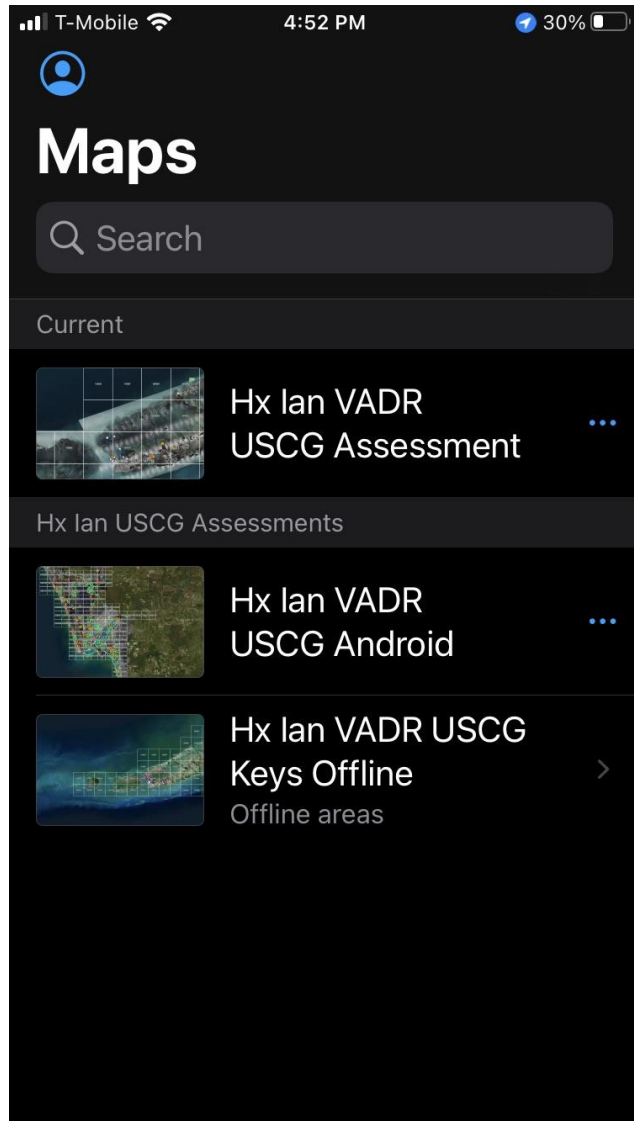 T-Mobile 4:52 PM 30%
Maps
Search
Current
Hx Ian VADR
USCG Assessment
Hx Ian USCG Assessments
Hx Ian VADR
USCG Android
Hx Ian VADR USCG
Keys Offline
Offline areas